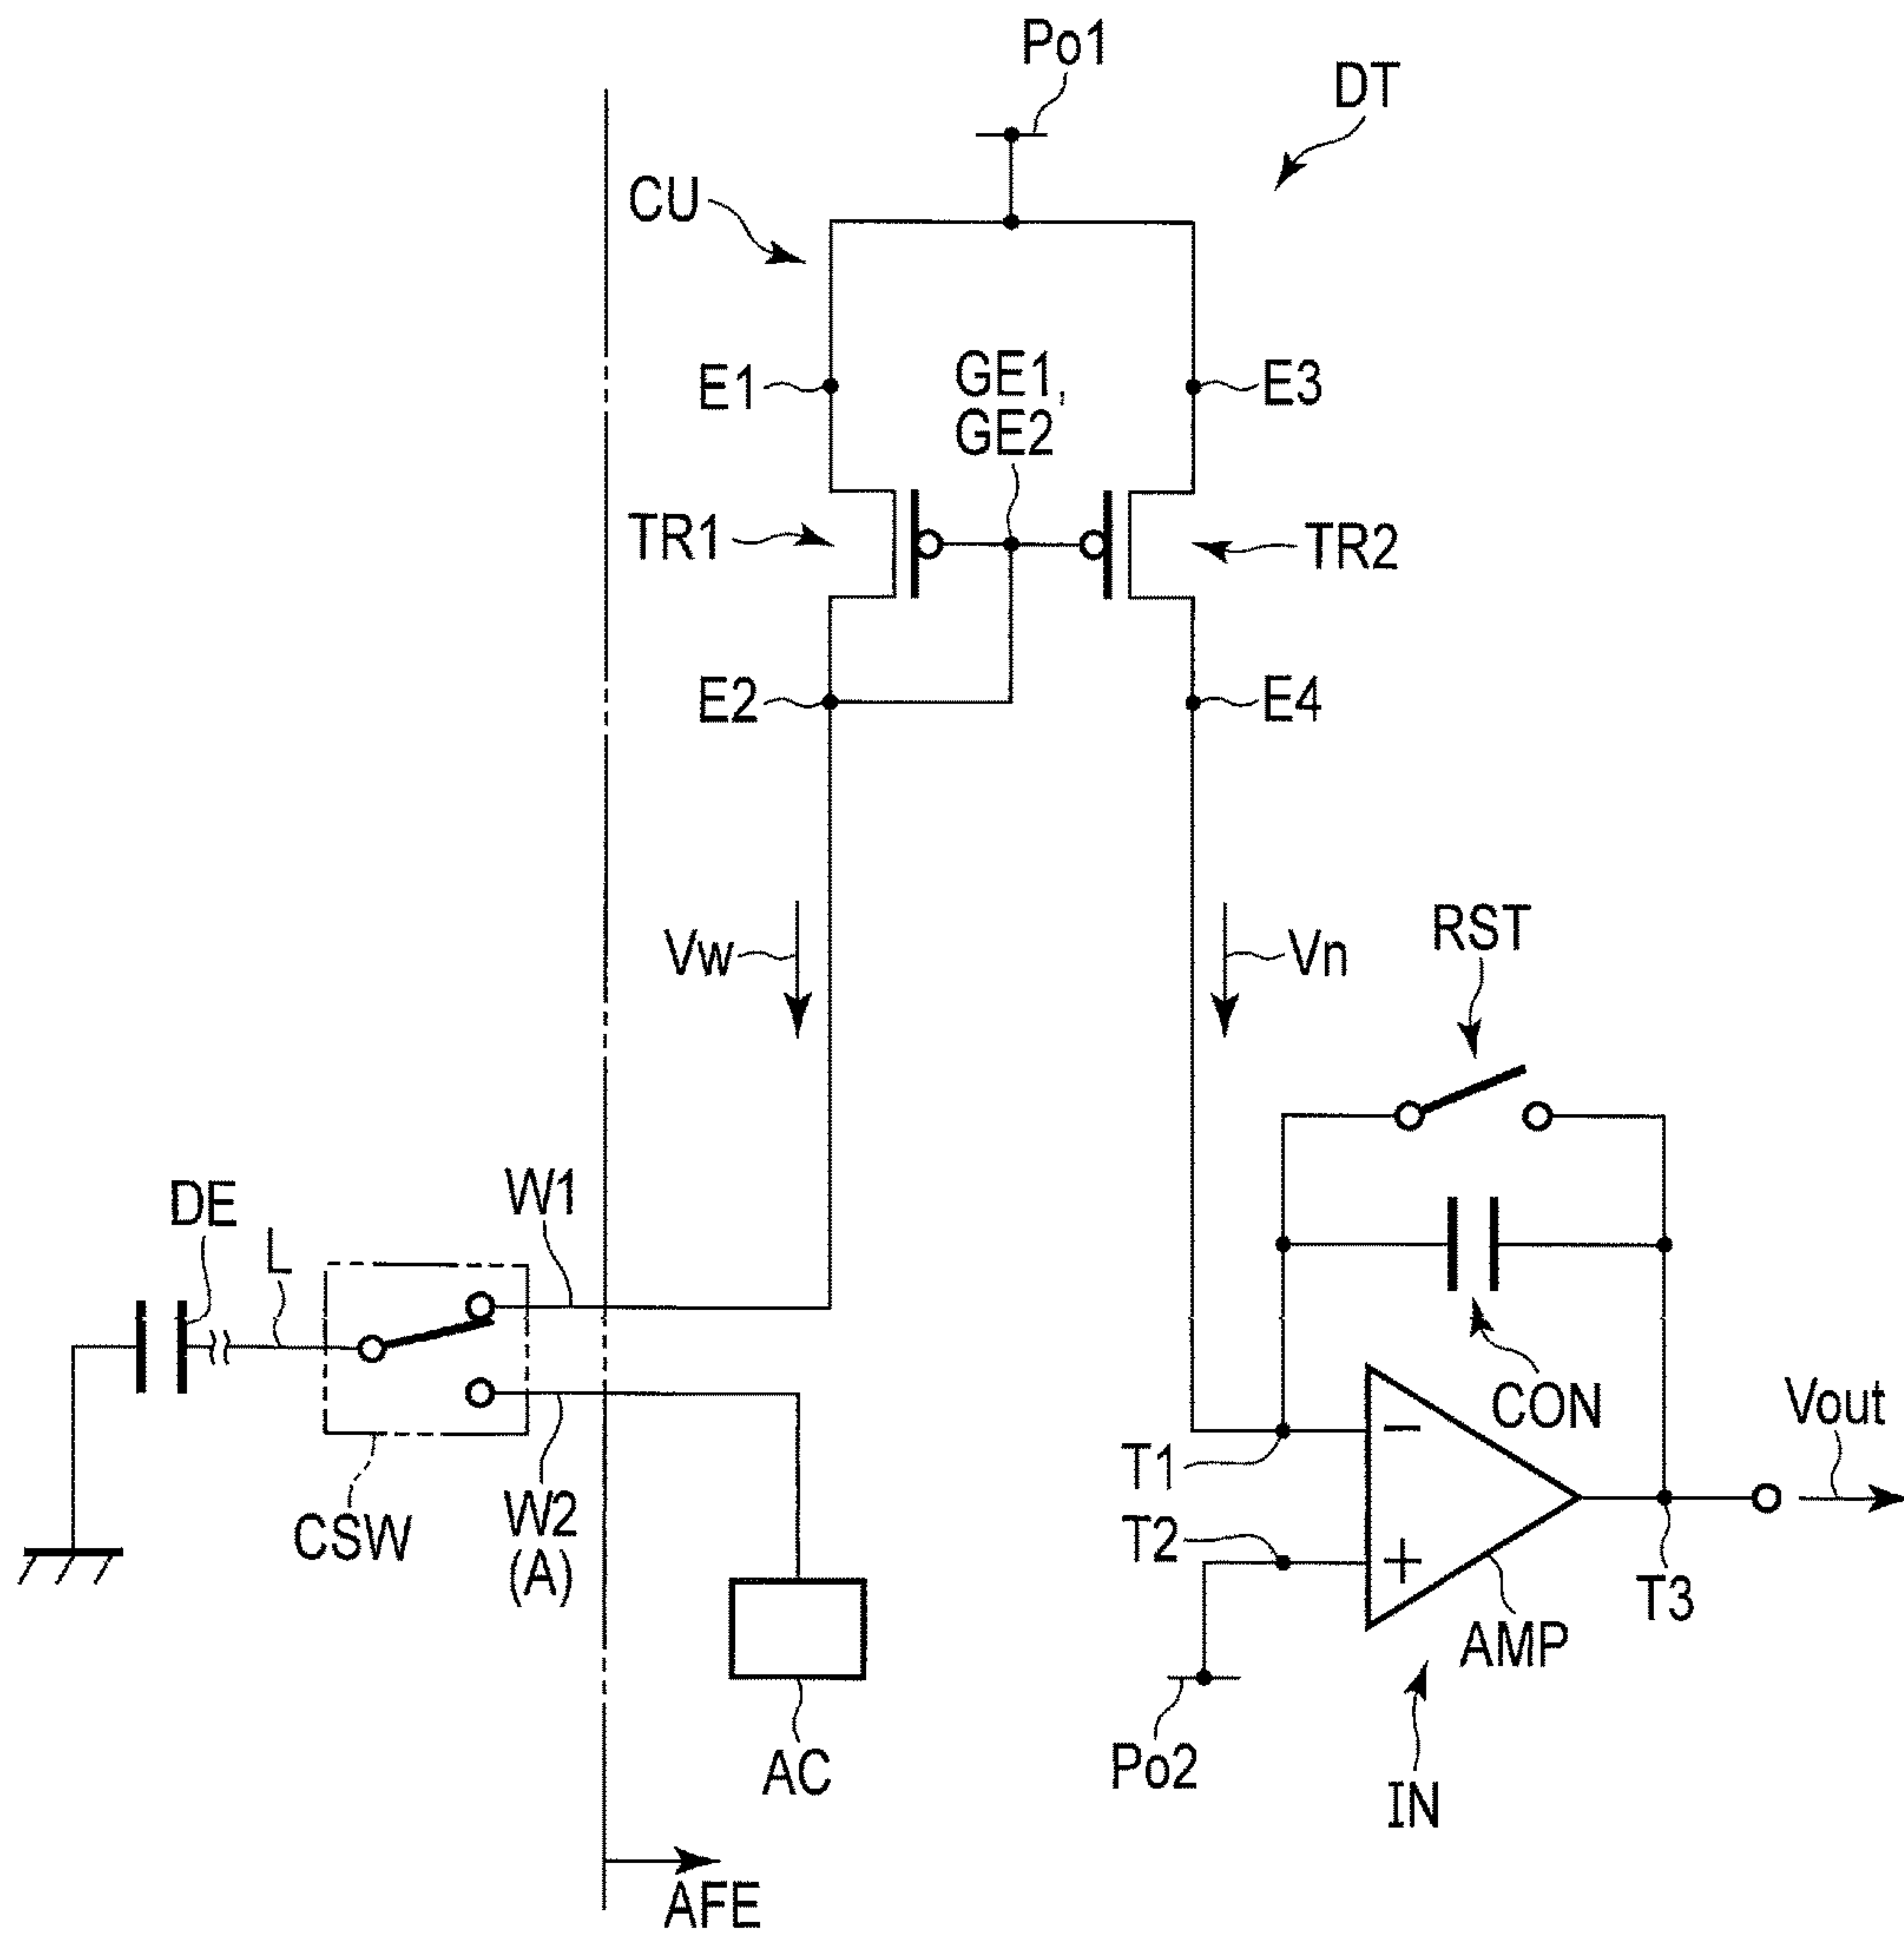 Po1
DT
CU
E1
GE1,
GE2
E3
TR1
TR2
E2
E4
Vw
Vn
RST
DE
L
W1
CON
Vout
T1
T2
CSW
W2
(A)
T3
AMP
Po2
AC
IN
AFE
−
+